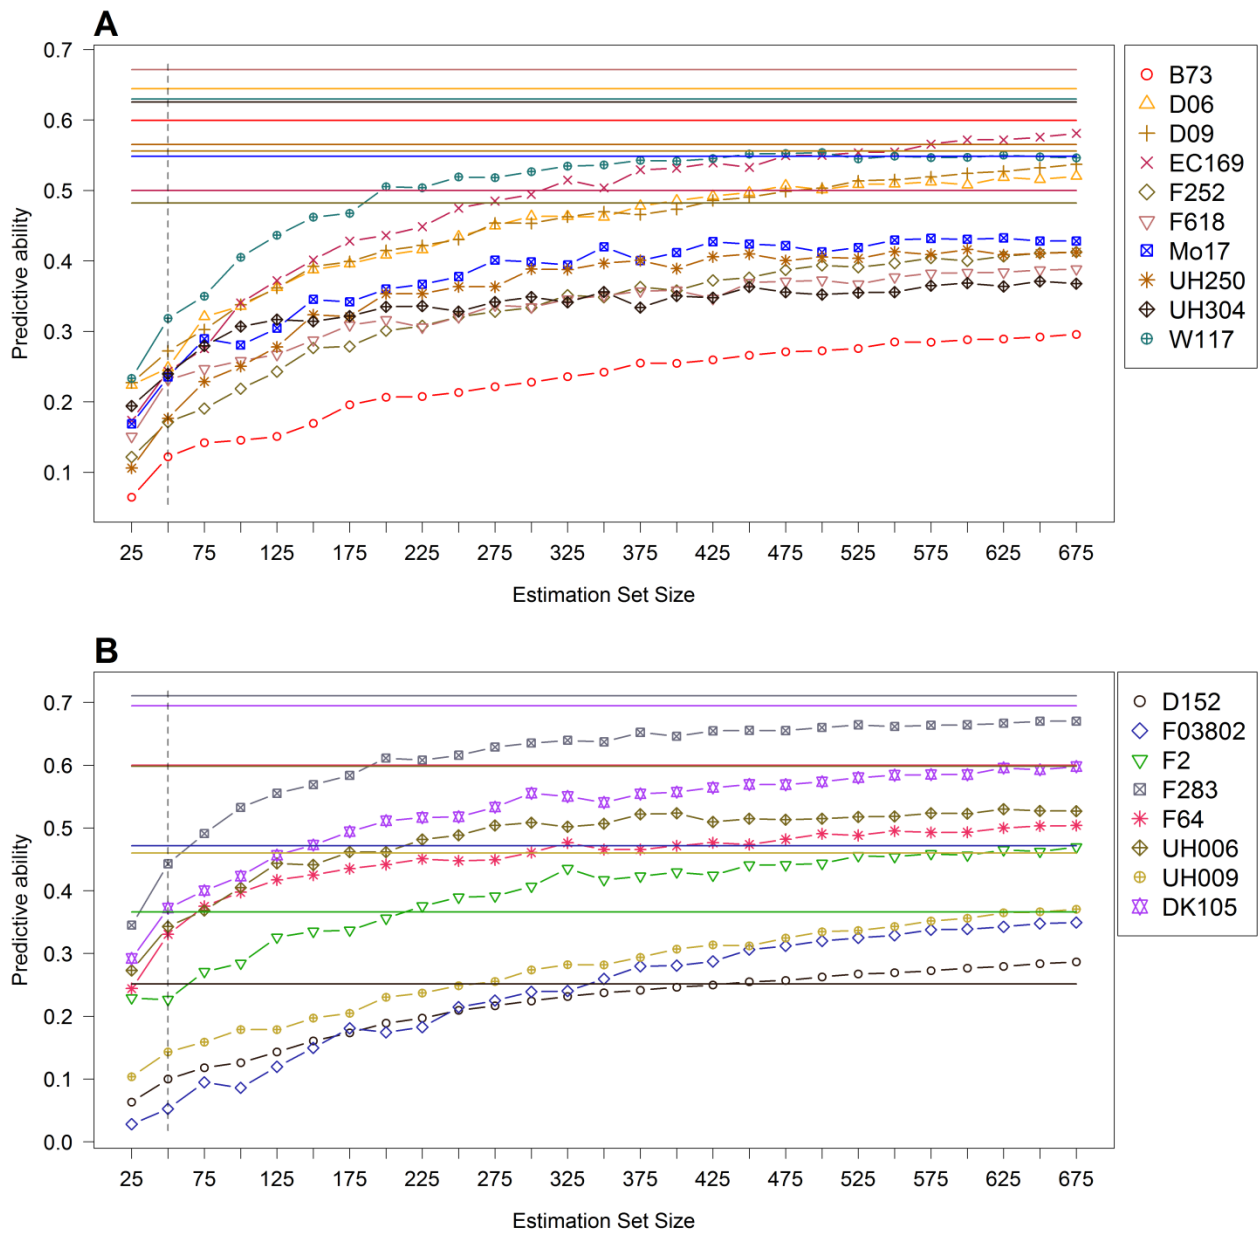 A
0.7
0.6
0.5
0.4
0.3
0.2
0.1
Predictive ability
25 75 125 175 225 275 325 375 425 475 525 575 625 675
Estimation Set Size
B73
D06
D09
EC169
F252
F618
Mo17
UH250
UH304
W117
B
0.7
0.6
0.5
0.4
0.3
0.2
0.1
0.0
Predictive ability
25 75 125 175 225 275 325 375 425 475 525 575 625 675
Estimation Set Size
D152
F03802
F2
F283
F64
UH006
UH009
DK105